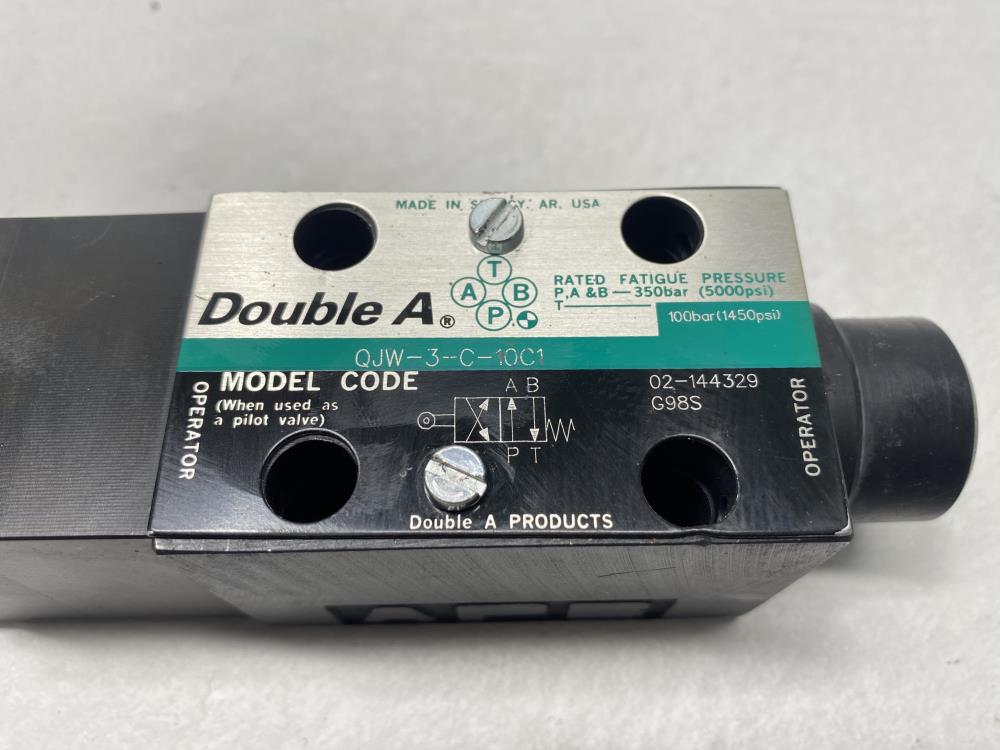 MADE IN AR, USA
T
A B
P
Double A®
RATED FATIGUE PRESSURE
P,A &B—350bar (5000psi)
T 100bar(1450psi)
QJW-3-C-10C1
MODEL CODE
(When used as
a pilot valve)
OPERATOR
A B
P T
02-144329
G98S
OPERATOR
Double A PRODUCTS